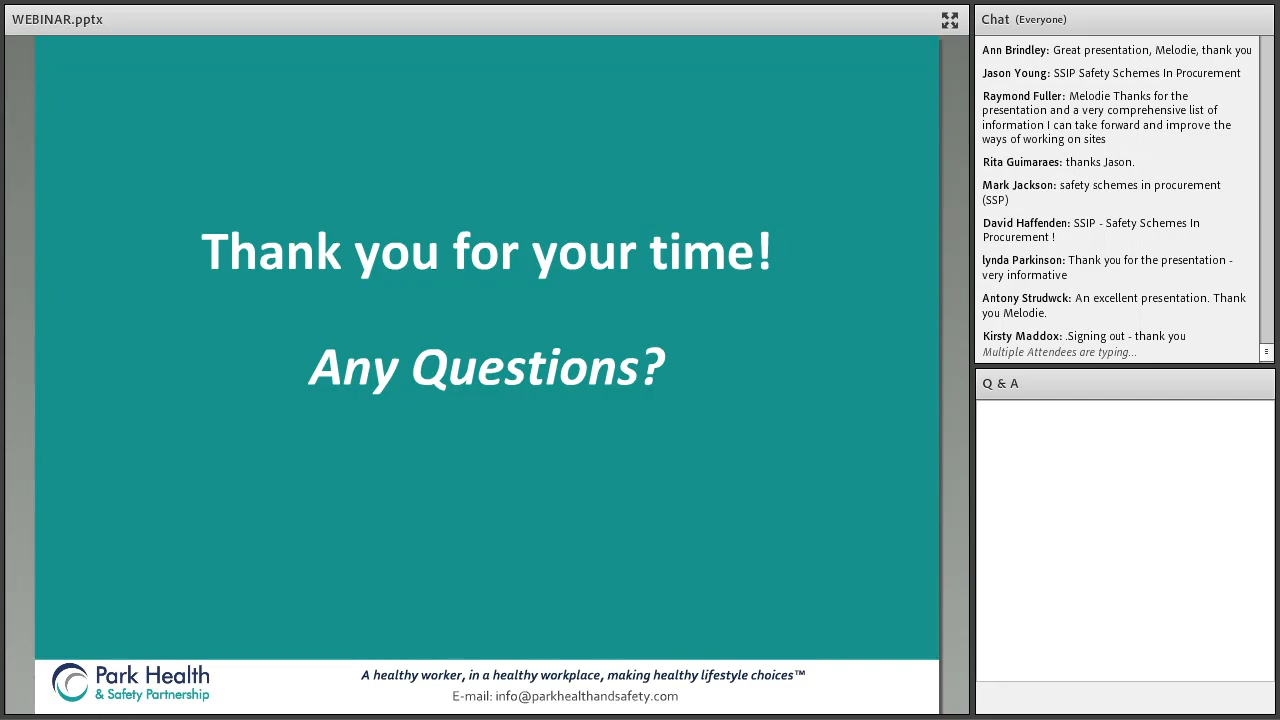 WEBINAR.pptx
Thank you for your time!
Any Questions?
Park Health
& Safety Partnership
A healthy worker, in a healthy workplace, making healthy lifestyle choices™
E-mail: info@parkhealthandsafety.com
Chat (Everyone)
Ann Brindley: Great presentation, Melodie, thank you
Jason Young: SSIP Safety Schemes In Procurement
Raymond Fuller: Melodie Thanks for the
presentation and a very comprehensive list of
information I can take forward and improve the
ways of working on sites
Rita Guimaraes: thanks Jason.
Mark Jackson: safety schemes in procurement
(SSP)
David Haffenden: SSIP - Safety Schemes In
Procurement !
lynda Parkinson: Thank you for the presentation -
very informative
Antony Strudwck: An excellent presentation. Thank
you Melodie.
Kirsty Maddox: .Signing out - thank you
Multiple Attendees are typing...
Q & A